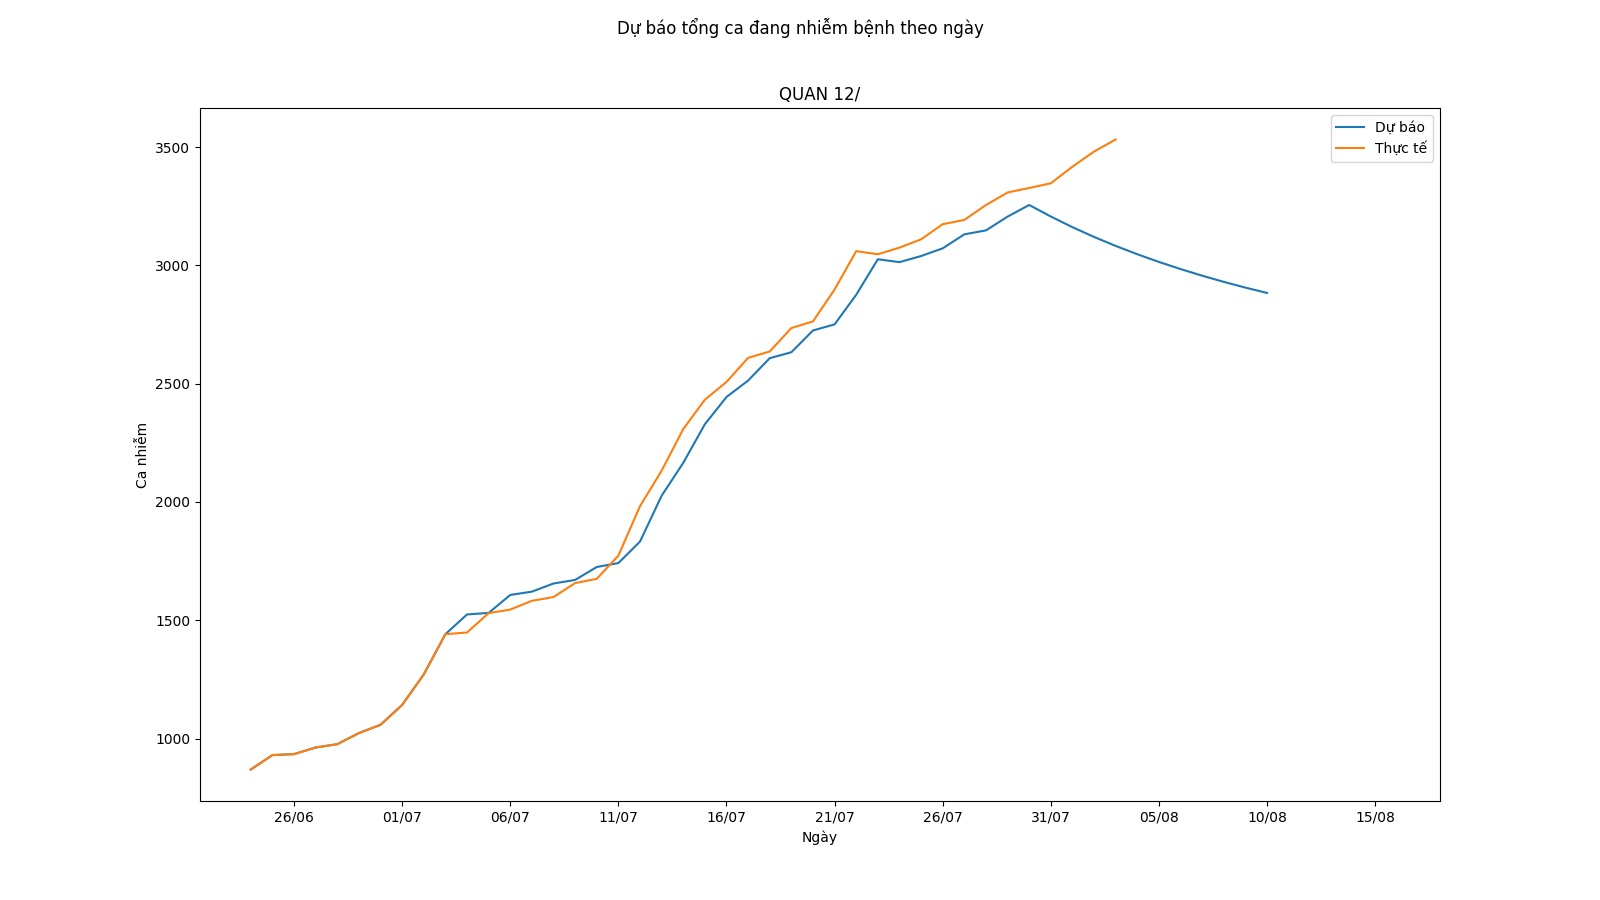 Dự báo tổng ca đang nhiễm bệnh theo ngày
QUAN 12/
Dự báo
Thực tế
Ca nhiễm
3500
3000
2500
2000
1500
1000
26/06 01/07 06/07 11/07 16/07 21/07 26/07 31/07 05/08 10/08 15/08
Ngày